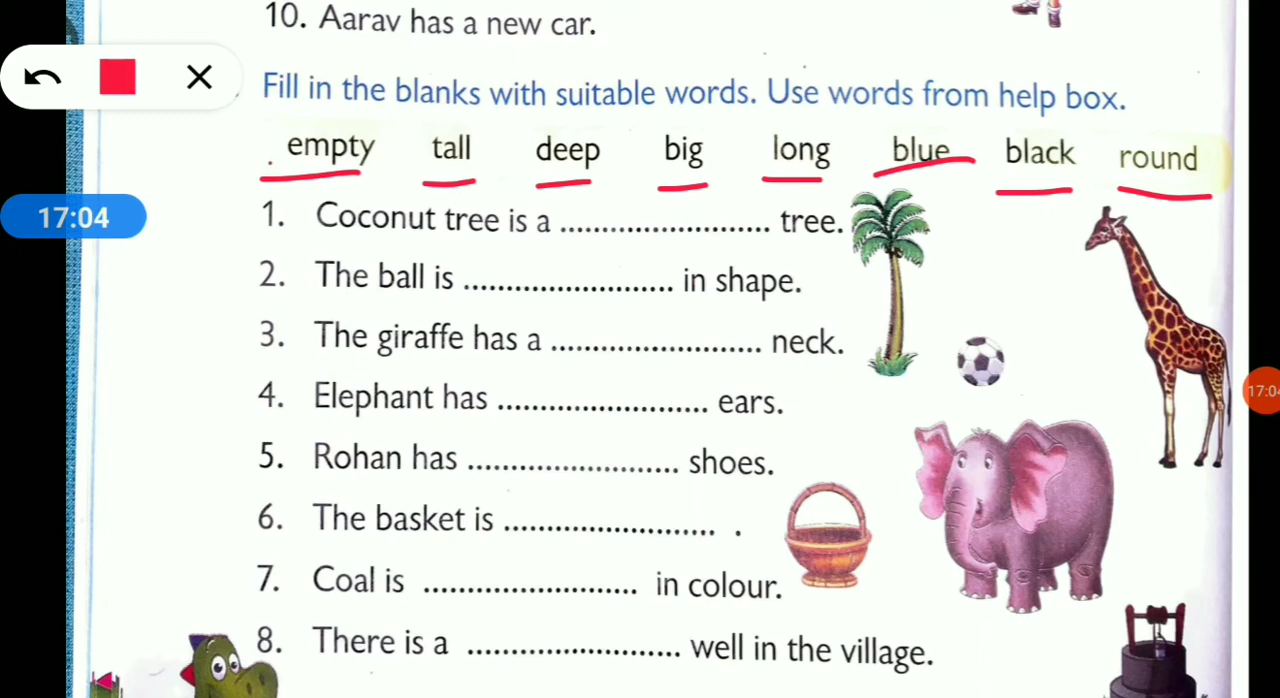 10. Aarav has a new car.
Fill in the blanks with suitable words. Use words from help box.
empty tall deep big long blue black round
17:04
1. Coconut tree is a ......................... tree.
2. The ball is ......................... in shape.
3. The giraffe has a ......................... neck.
17:04
4. Elephant has ......................... ears.
5. Rohan has ......................... shoes.
6. The basket is ......................... .
7. Coal is ......................... in colour.
8. There is a ......................... well in the village.